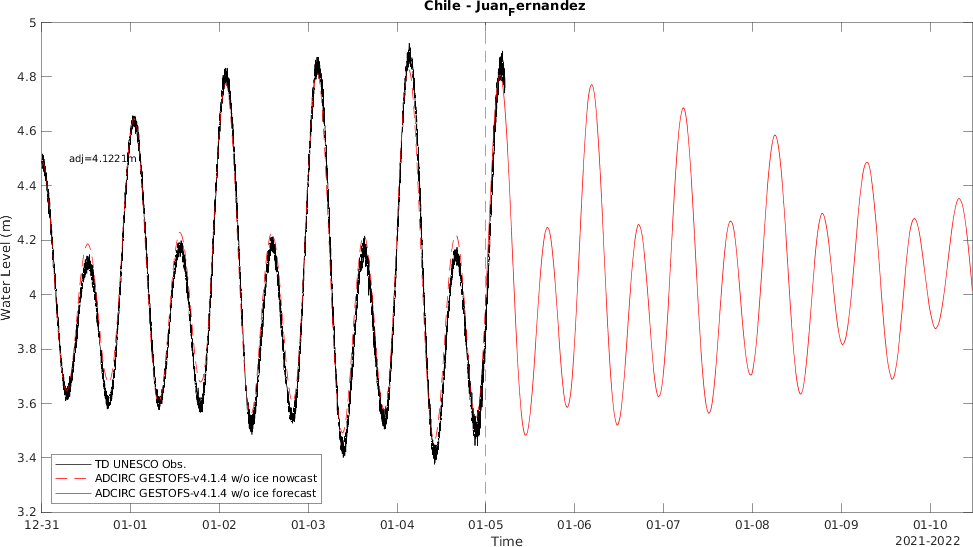 Chile - JuanFernandez
5
4.8
4.6
4.4
4.2
4
3.8
3.6
3.4
3.2
Water Level (m)
adj=4.1221m
TD UNESCO Obs.
ADCIRC GESTOFS-v4.1.4 w/o ice nowcast
ADCIRC GESTOFS-v4.1.4 w/o ice forecast
12-31 01-01 01-02 01-03 01-04 01-05 01-06 01-07 01-08 01-09 01-10
Time
2021-2022